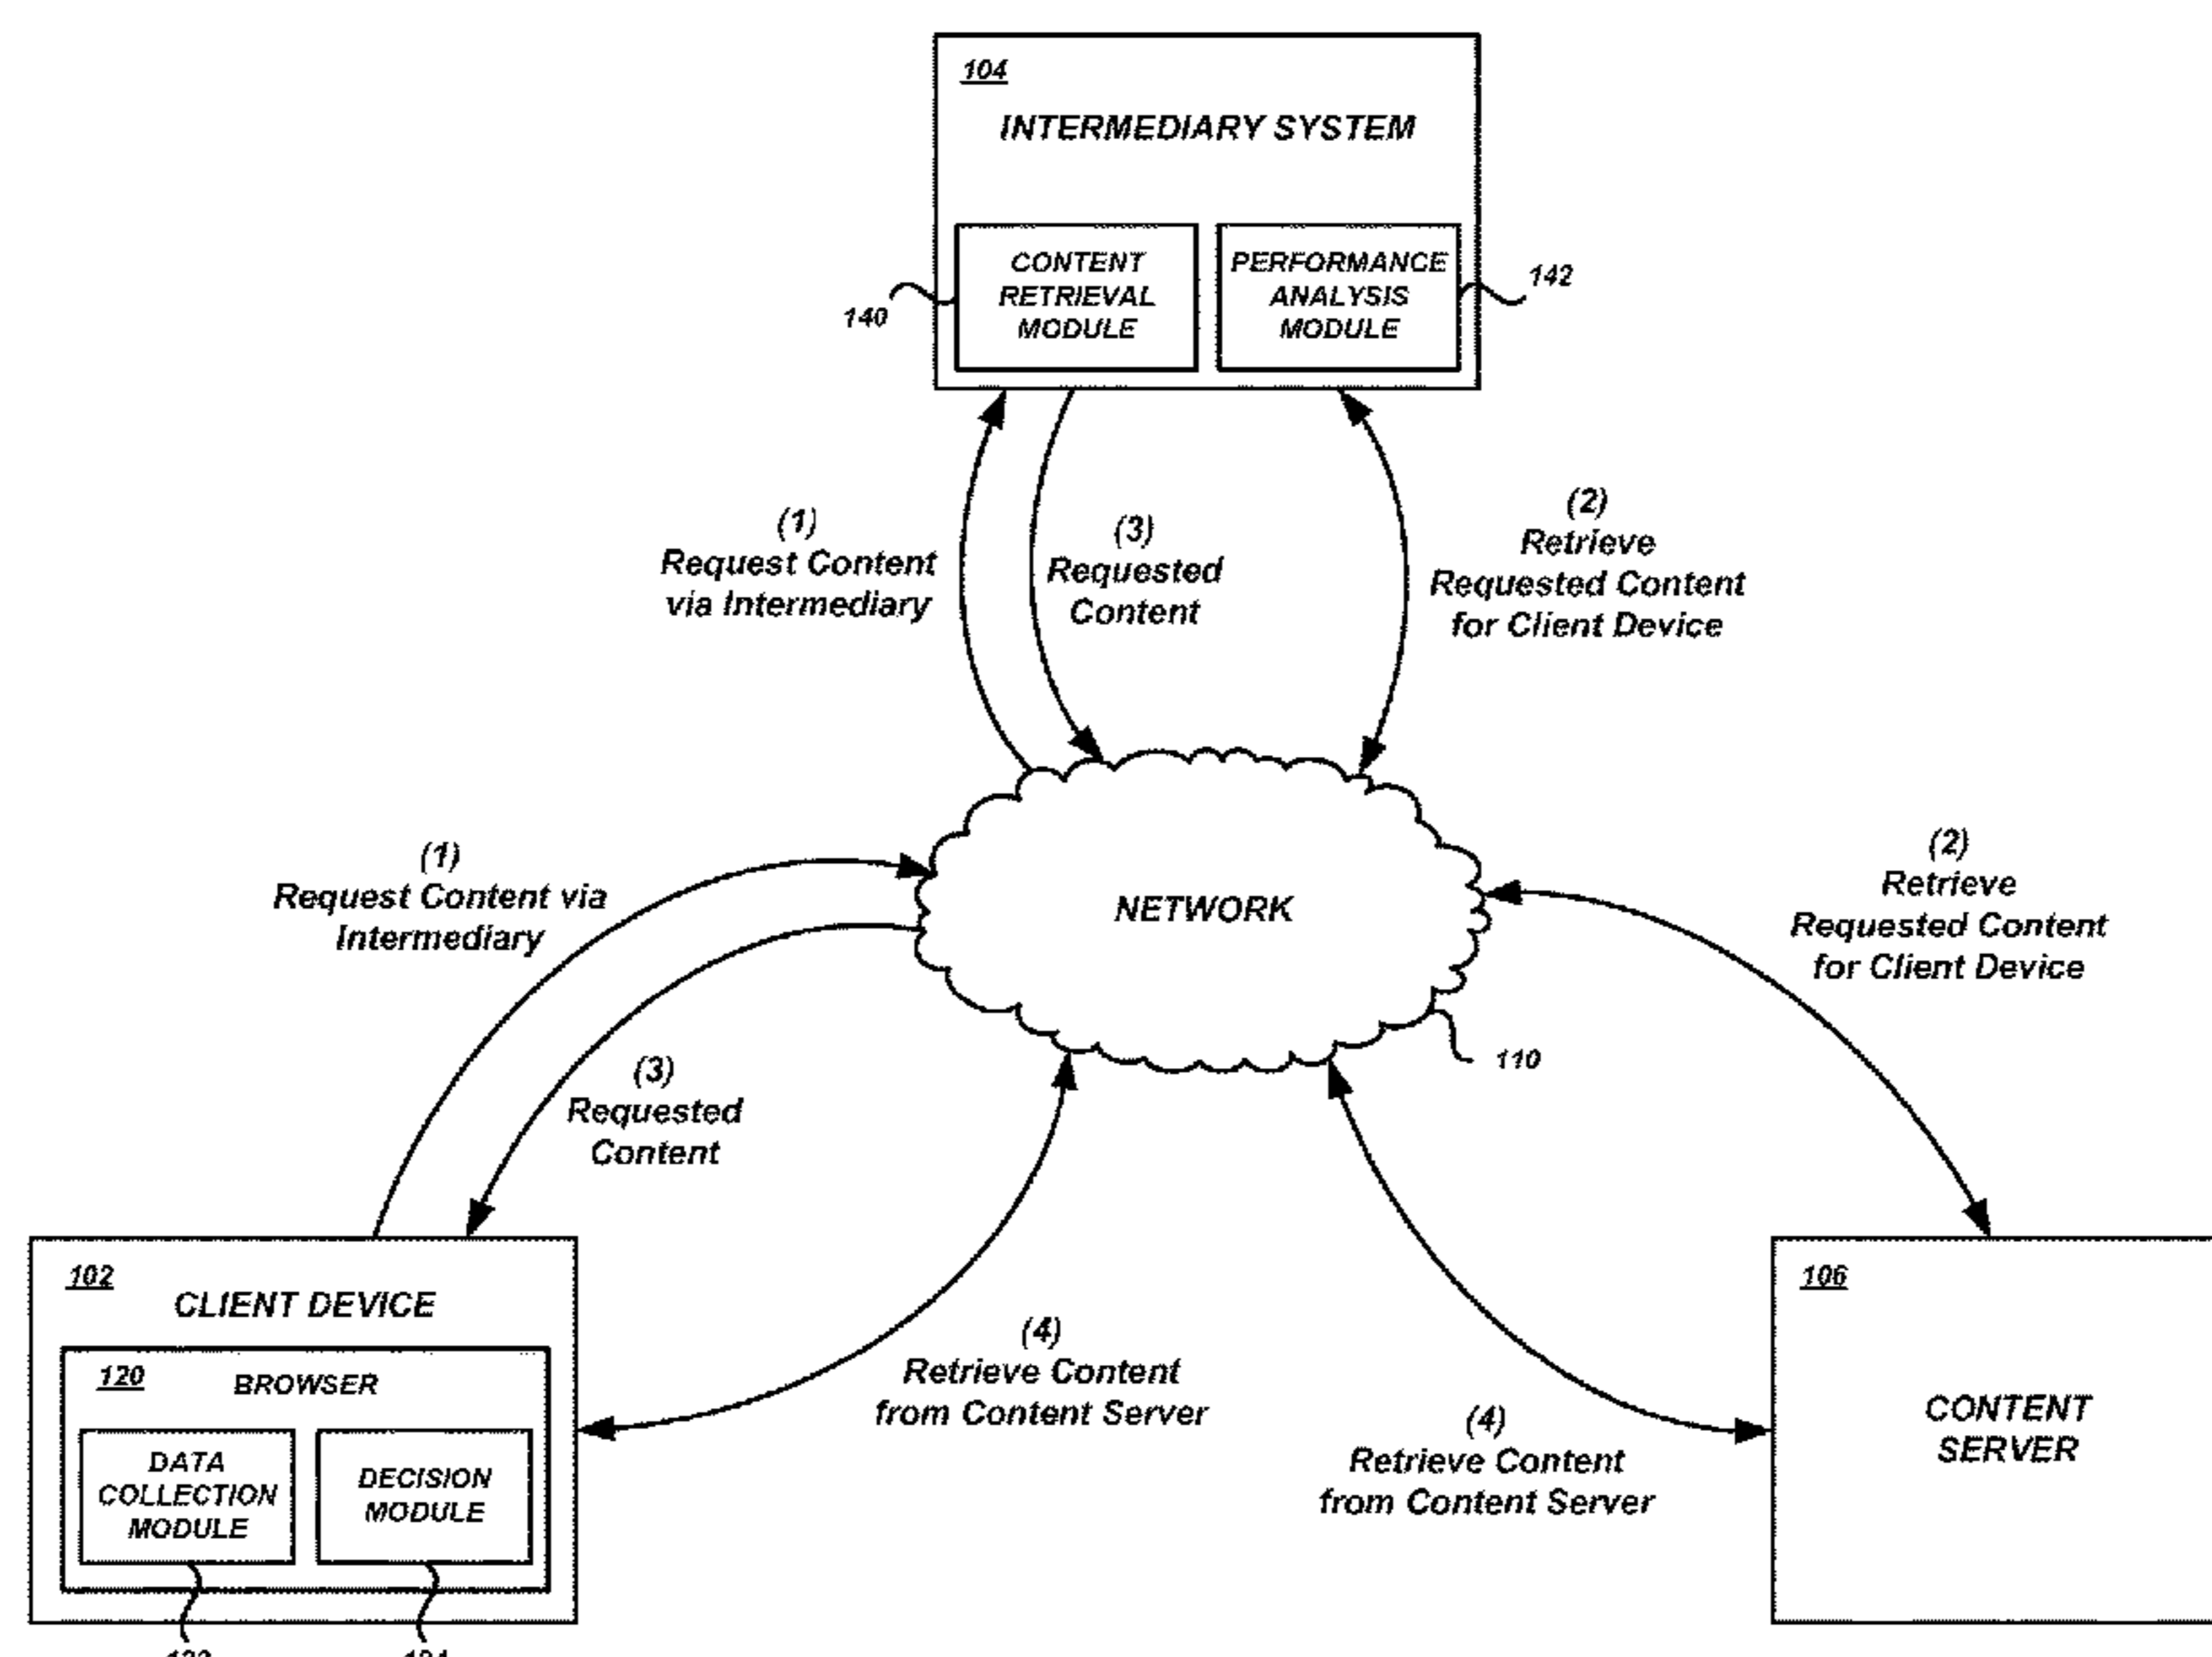 104
INTERMEDIARY SYSTEM
CONTENT
RETRIEVAL
MODULE
PERFORMANCE
ANALYSIS
MODULE
140
142
(1)
Request Content
via Intermediary
(3)
Requested
Content
(2)
Retrieve
Requested Content
for Client Device
(1)
Request Content via
Intermediary
NETWORK
(2)
Retrieve
Requested Content
for Client Device
110
(3)
Requested
Content
102
CLIENT DEVICE
120
BROWSER
DATA
COLLECTION
MODULE
DECISION
MODULE
(4)
Retrieve Content
from Content Server
(4)
Retrieve Content
from Content Server
106
CONTENT
SERVER